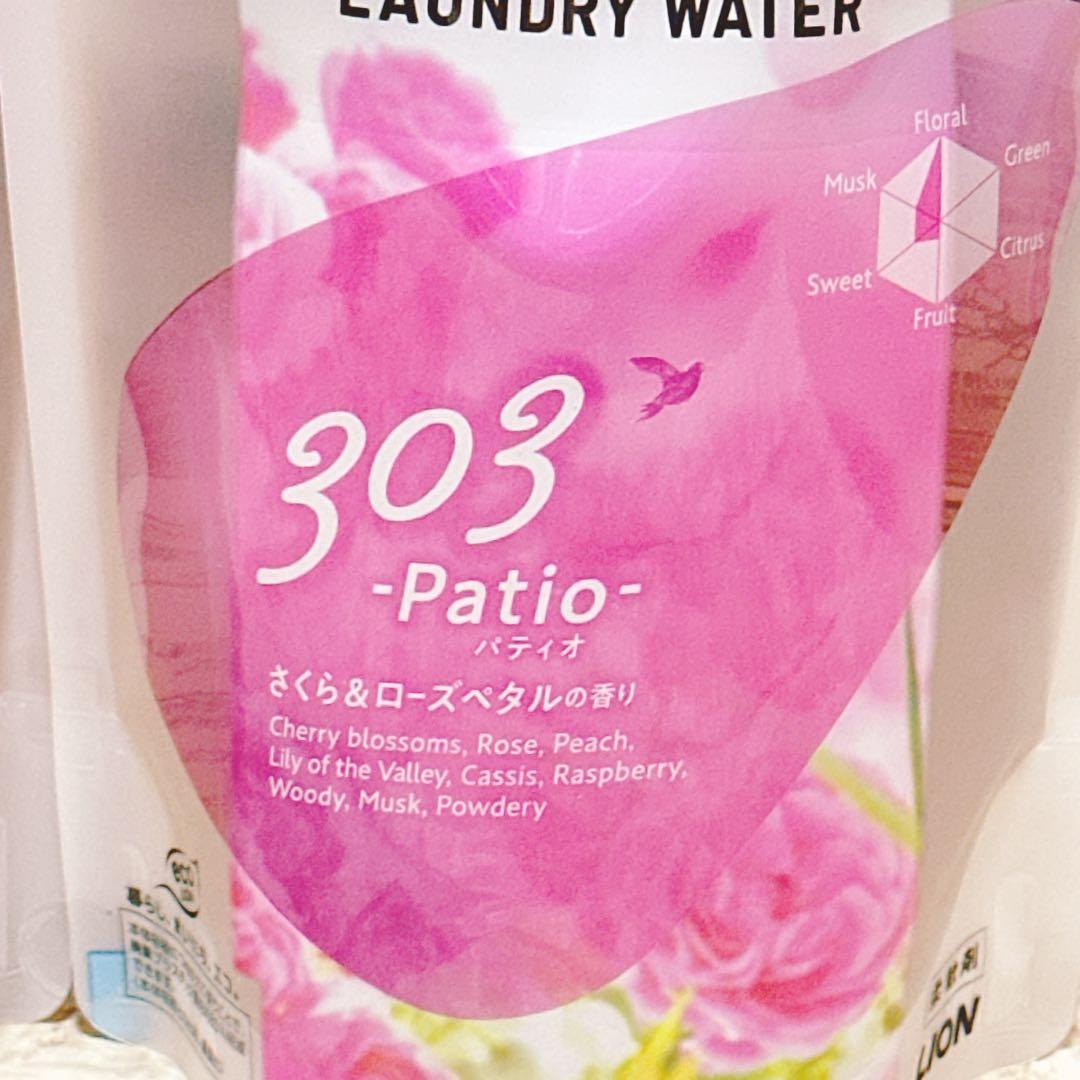 LAUNDRY WATER
Floral
Green
Musk
Citrus
Sweet
Fruit
303
-Patio-
パティオ
さくら&ローズペタルの香り
Cherry blossoms, Rose, Peach,
Lily of the Valley, Cassis, Raspberry,
Woody, Musk, Powdery
eco
LION